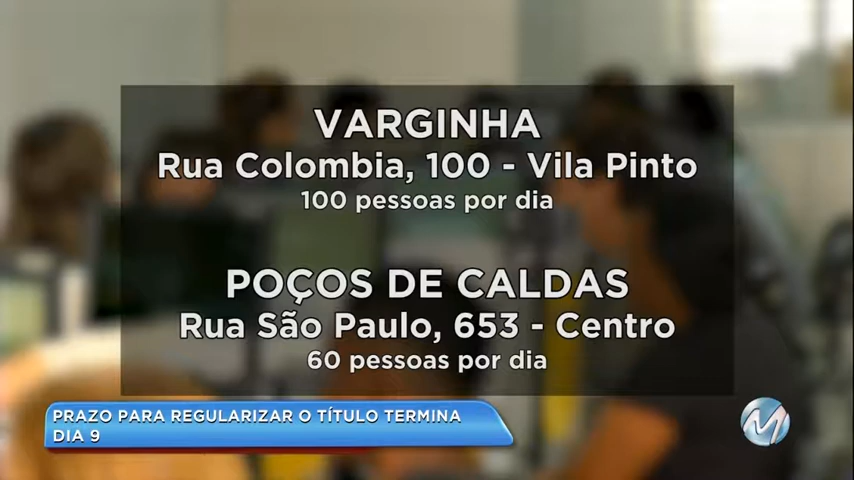 VARGINHA
Rua Colombia, 100 - Vila Pinto
100 pessoas por dia
POÇOS DE CALDAS
Rua São Paulo, 653 - Centro
60 pessoas por dia
PRAZO PARA REGULARIZAR O TÍTULO TERMINA
DIA 9
M